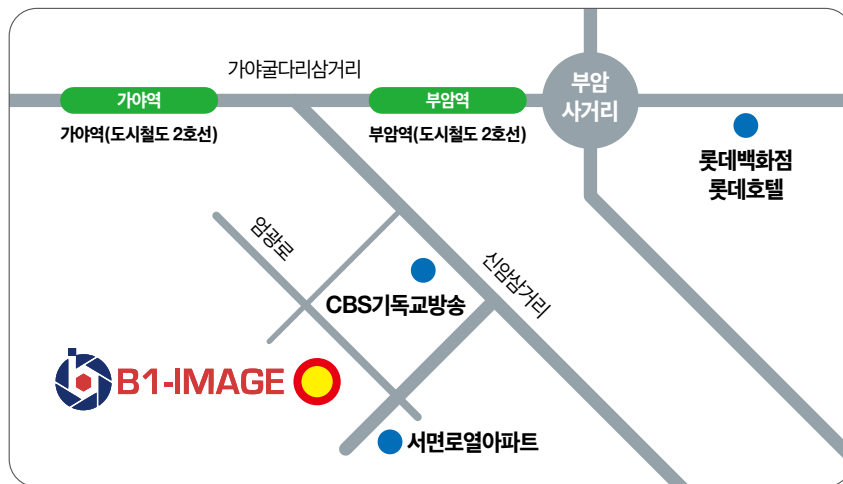 가야굴다리삼거리
가야역
부암역
부암
사거리
가야역(도시철도 2호선)
부암역(도시철도 2호선)
롯데백화점
롯데호텔
엄광로
신암삼거리
CBS기독교방송
B1-IMAGE
서면로열아파트